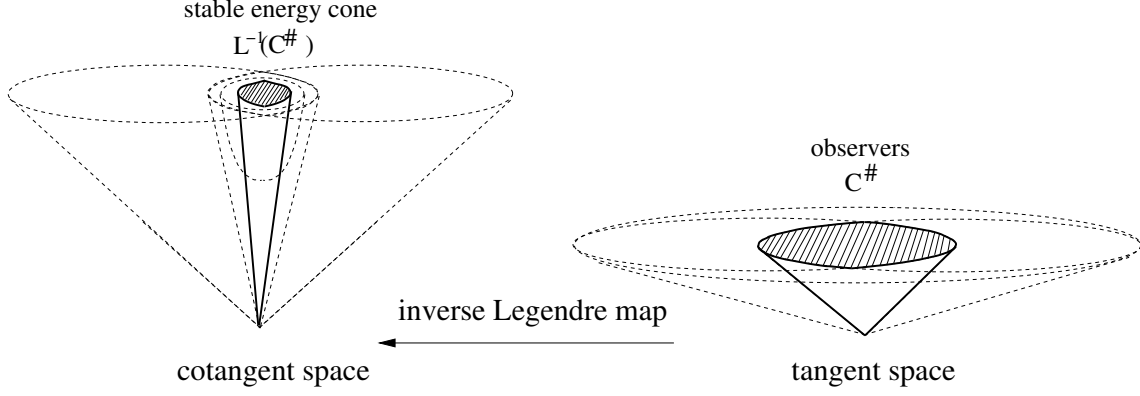 stable energy cone
L⁻¹(C# )
observers
C#
inverse Legendre map
cotangent space
tangent space